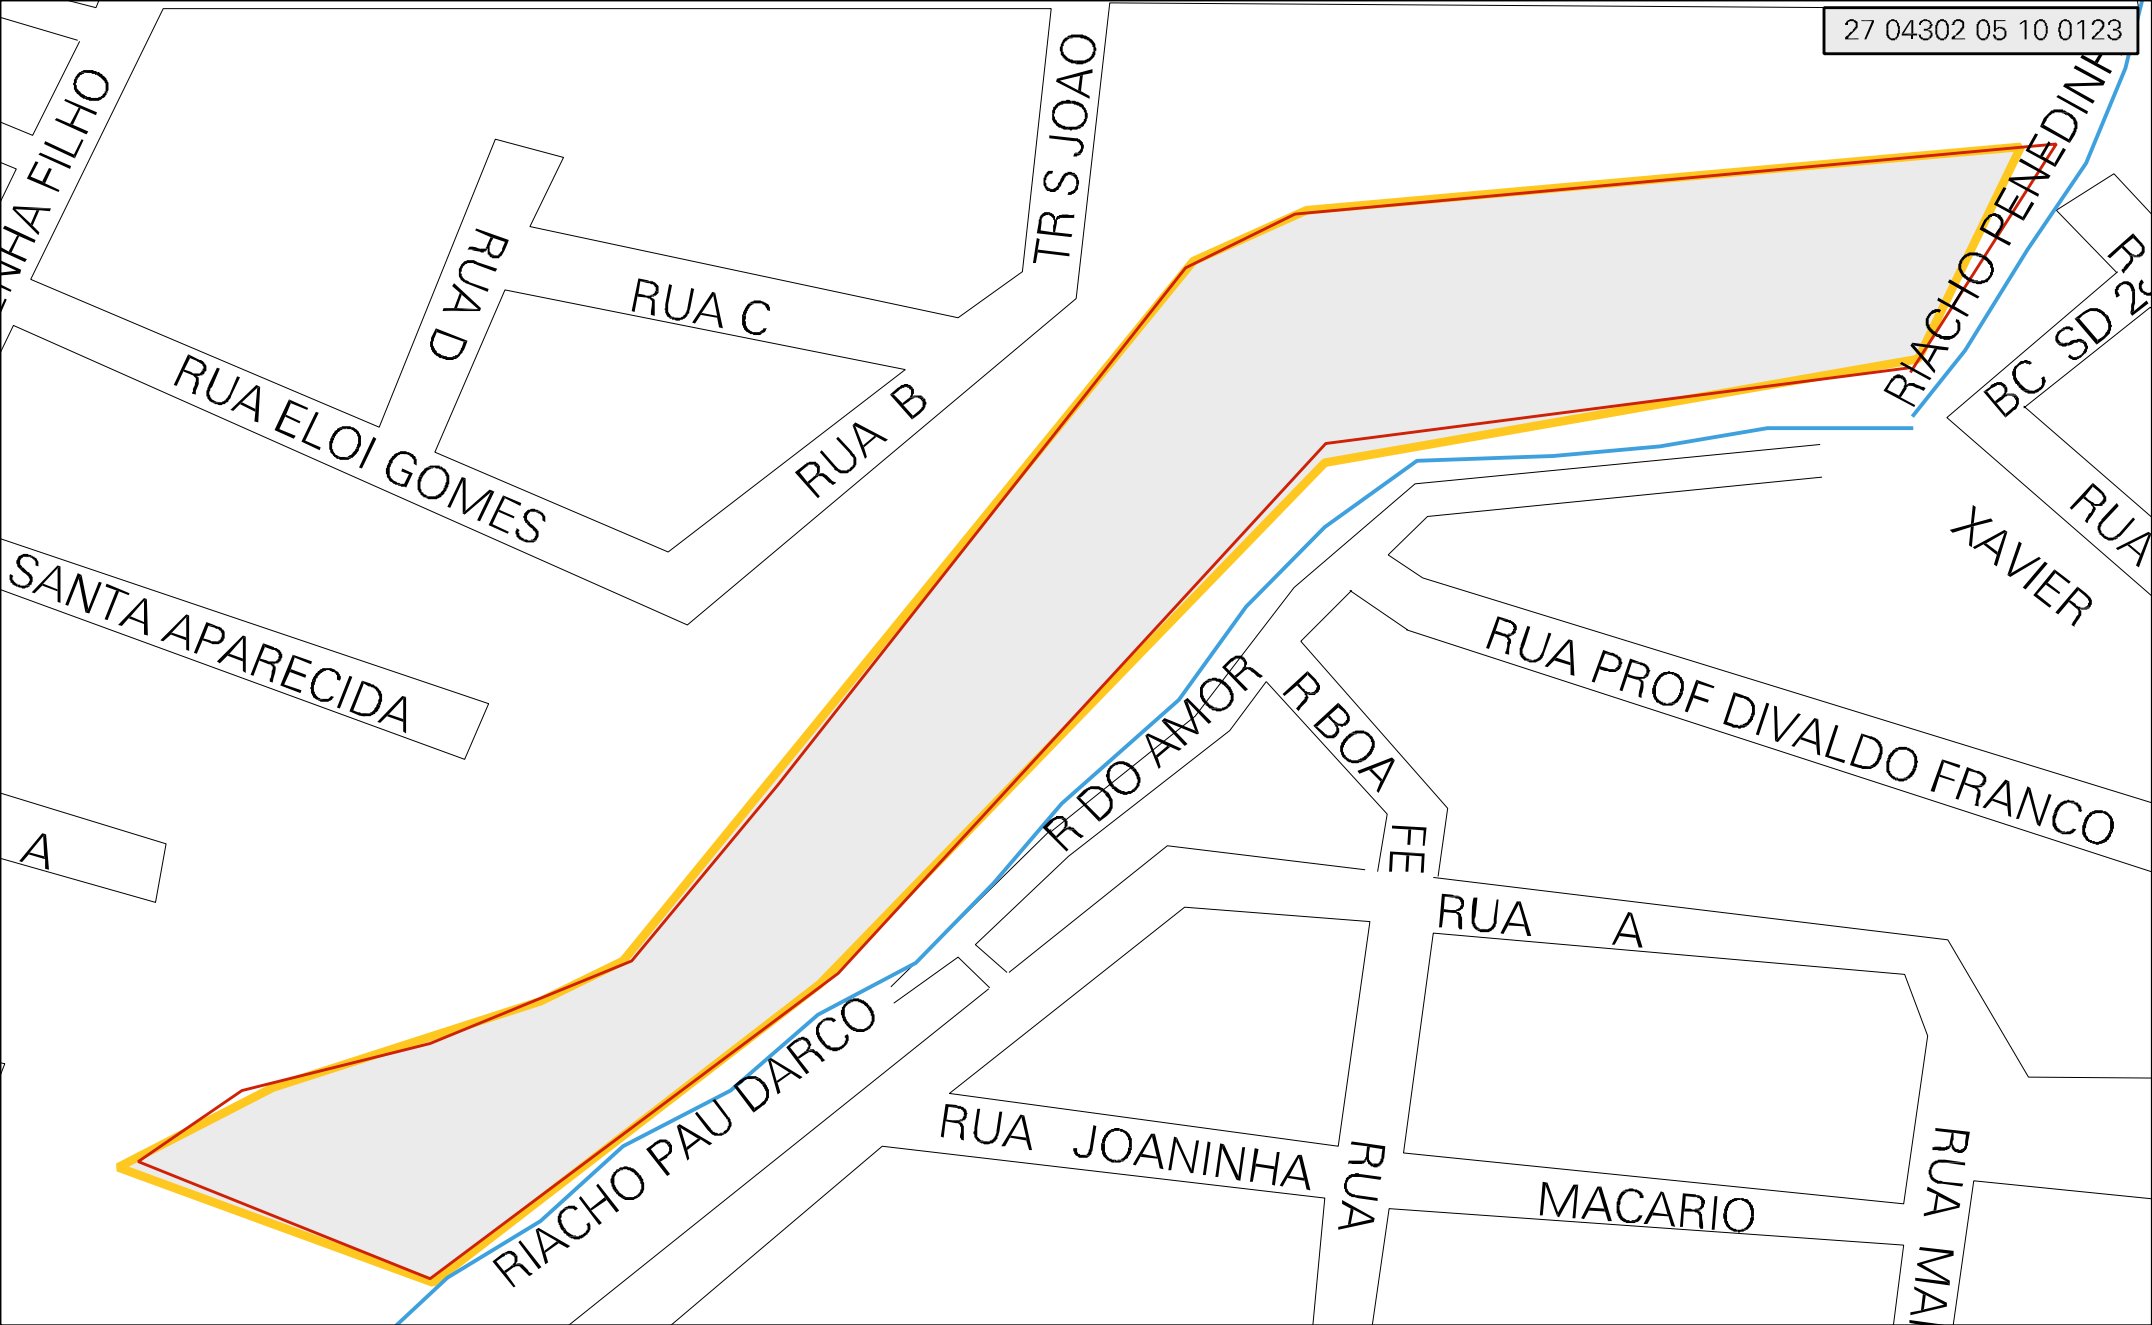 27 04302 05 10 0123
TR S JOAO
RUA D
RUA C
RUA B
RUA ELOI GOMES
SANTA APARECIDA
A
RIACHO
BC SD
RUA
XAVIER
RUA PROF DIVALDO FRANCO
R DO AMOR
R BOA
FE
RUA A
RIACHO PAU DARCO
RUA JOANINHA
MACARIO
RUA
RUA
FILHO
R